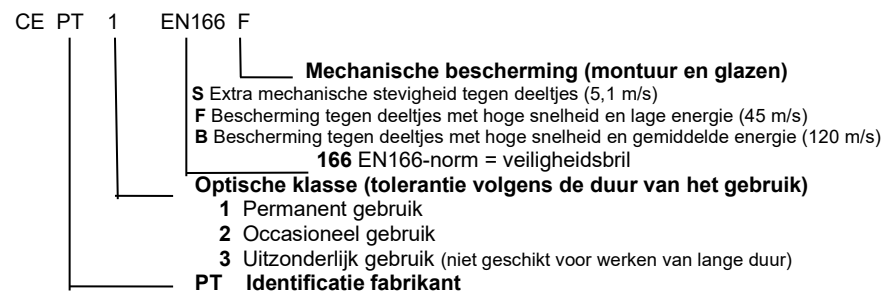 CE PT 1 EN166 F
Mechanische bescherming (montuur en glazen)
S Extra mechanische stevigheid tegen deeltjes (5,1 m/s)
F Bescherming tegen deeltjes met hoge snelheid en lage energie (45 m/s)
B Bescherming tegen deeltjes met hoge snelheid en gemiddelde energie (120 m/s)
166 EN166-norm = veiligheidsbril
Optische klasse (tolerantie volgens de duur van het gebruik)
1 Permanent gebruik
2 Occasioneel gebruik
3 Uitzonderlijk gebruik (niet geschikt voor werken van lange duur)
PT Identificatie fabrikant